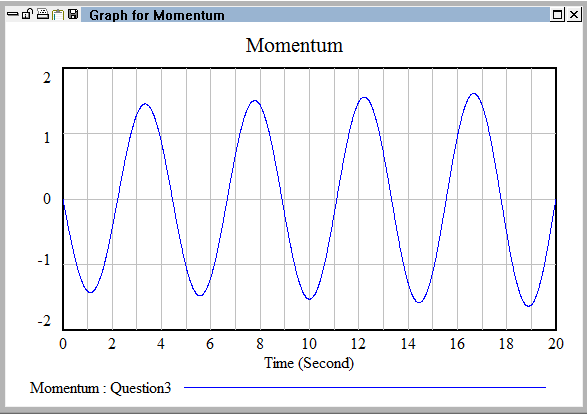 Graph for Momentum
Momentum
2
1
0
-1
-2
0 2 4 6 8 10 12 14 16 18 20
Time (Second)
Momentum : Question3